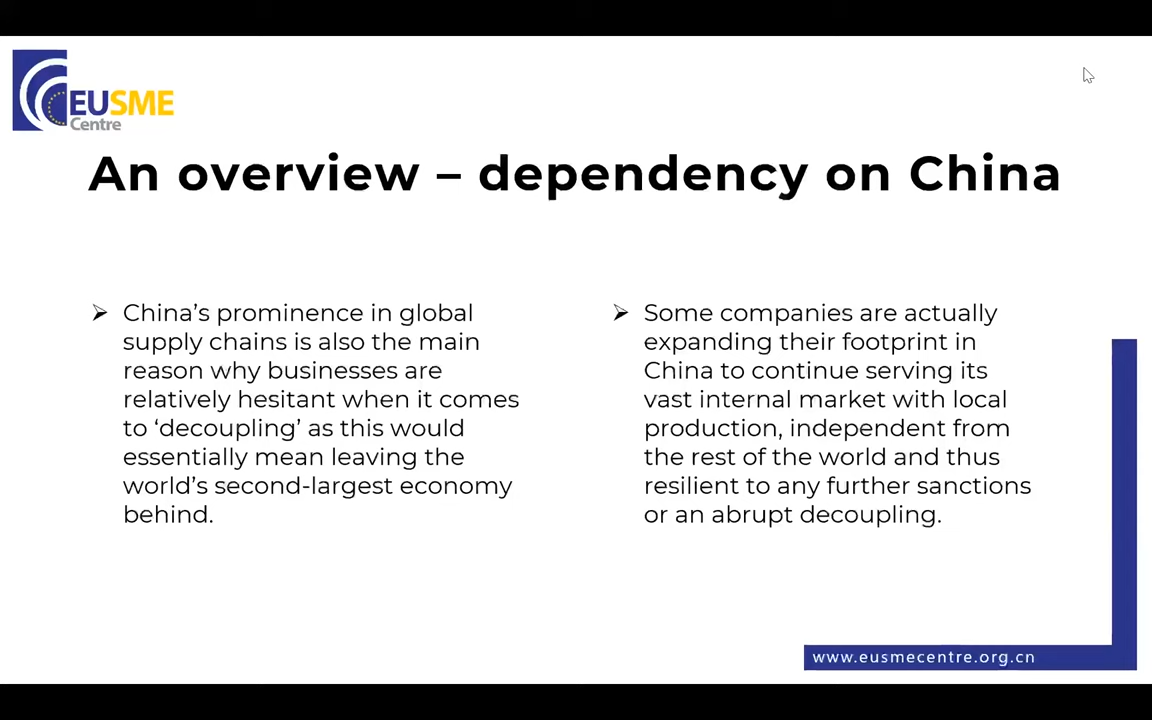 EUSME
Centre
An overview – dependency on China
➢ China's prominence in global
supply chains is also the main
reason why businesses are
relatively hesitant when it comes
to ‘decoupling’ as this would
essentially mean leaving the
world's second-largest economy
behind.
➢ Some companies are actually
expanding their footprint in
China to continue serving its
vast internal market with local
production, independent from
the rest of the world and thus
resilient to any further sanctions
or an abrupt decoupling.
www.eusmecentre.org.cn